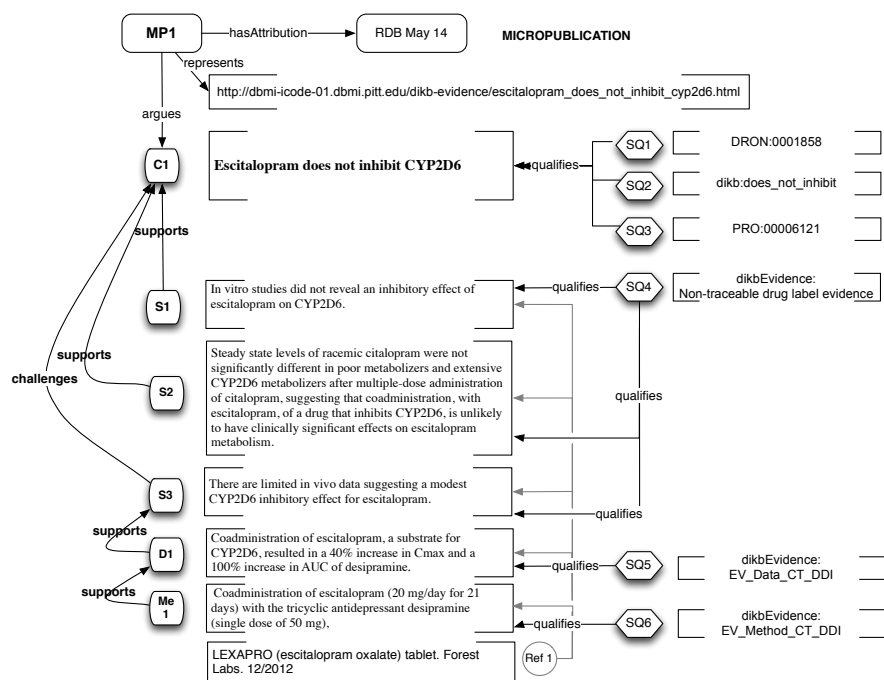 MP1
hasAttribution
RDB May 14
MICROPUBLICATION
represents
http://dbmi-icode-01.dbmi.pitt.edu/dikb-evidence/escitalopram_does_not_inhibit_cyp2d6.html
argues
C1
Escitalopram does not inhibit CYP2D6
qualifies
SQ1
DRON:0001858
SQ2
dikb:does_not_inhibit
SQ3
PRO:00006121
supports
S1
In vitro studies did not reveal an inhibitory effect of
escitalopram on CYP2D6.
qualifies
SQ4
dikbEvidence:
Non-traceable drug label evidence
supports
challenges
S2
Steady state levels of racemic citalopram were not
significantly different in poor metabolizers and extensive
CYP2D6 metabolizers after multiple-dose administration
of citalopram, suggesting that coadministration, with
escitalopram, of a drug that inhibits CYP2D6, is unlikely
to have clinically significant effects on escitalopram
metabolism.
qualifies
S3
There are limited in vivo data suggesting a modest
CYP2D6 inhibitory effect for escitalopram.
qualifies
supports
D1
Coadministration of escitalopram, a substrate for
CYP2D6, resulted in a 40% increase in Cmax and a
100% increase in AUC of desipramine.
qualifies
SQ5
dikbEvidence:
EV_Data_CT_DDI
supports
Me
1
Coadministration of escitalopram (20 mg/day for 21
days) with the tricyclic antidepressant desipramine
(single dose of 50 mg),
qualifies
SQ6
dikbEvidence:
EV_Method_CT_DDI
LEXAPRO (escitalopram oxalate) tablet. Forest
Labs. 12/2012
Ref 1